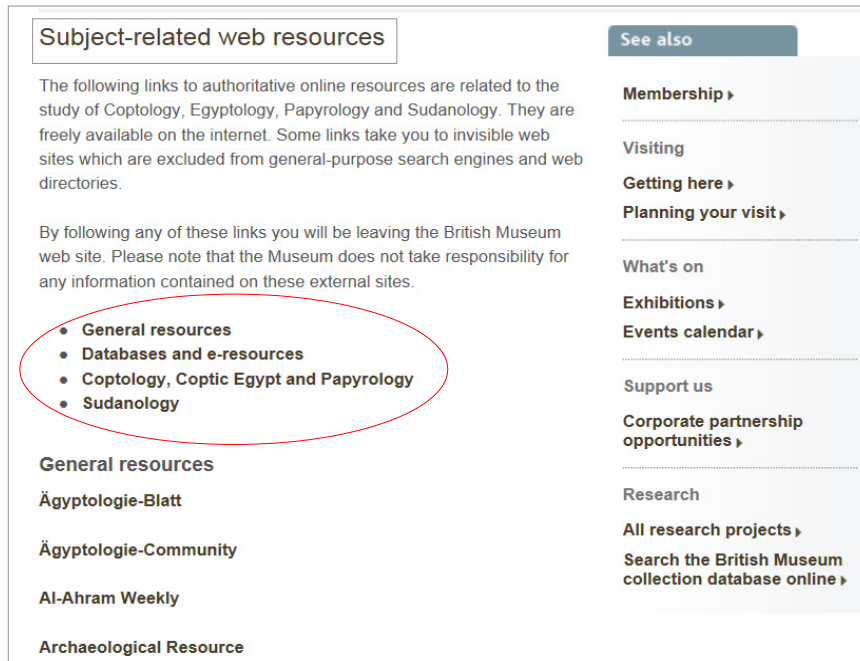 Subject-related web resources
The following links to authoritative online resources are related to the
study of Coptology, Egyptology, Papyrology and Sudanology. They are
freely available on the internet. Some links take you to invisible web
sites which are excluded from general-purpose search engines and web
directories.
By following any of these links you will be leaving the British Museum
web site. Please note that the Museum does not take responsibility for
any information contained on these external sites.
General resources
Databases and e-resources
Coptology, Coptic Egypt and Papyrology
Sudanology
General resources
Ägyptologie-Blatt
Ägyptologie-Community
Al-Ahram Weekly
Archaeological Resource
See also
Membership
Visiting
Getting here
Planning your visit
What's on
Exhibitions
Events calendar
Support us
Corporate partnership
opportunities
Research
All research projects
Search the British Museum
collection database online